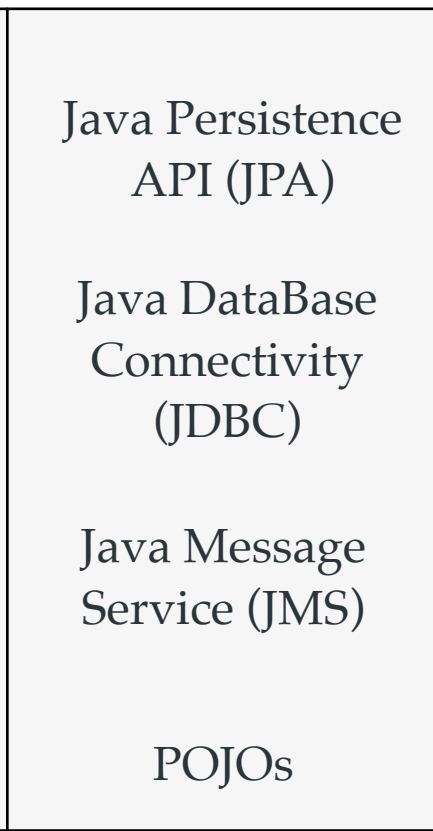 Java Persistence
API (JPA)
Java DataBase
Connectivity
(JDBC)
Java Message
Service (JMS)
POJOs